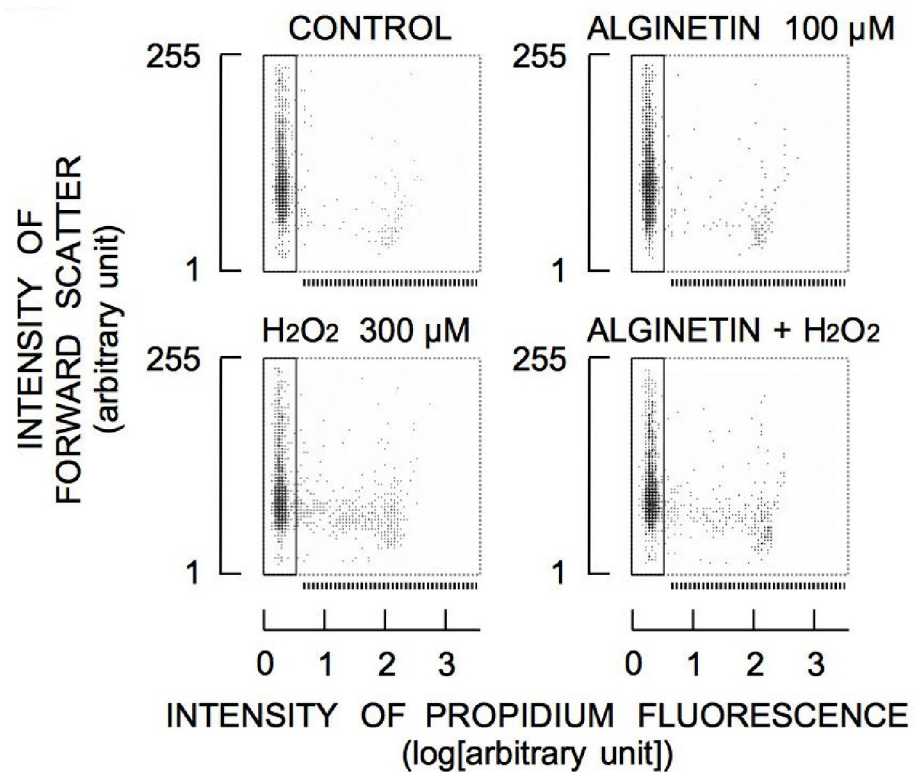 CONTROL
ALGINETIN 100 µM
255
1
255
1
H2O2 300 µM
ALGINETIN + H2O2
255
1
255
1
INTENSITY OF
FORWARD SCATTER
(arbitrary unit)
0 1 2 3
0 1 2 3
INTENSITY OF PROPIDIUM FLUORESCENCE
(log[arbitrary unit])